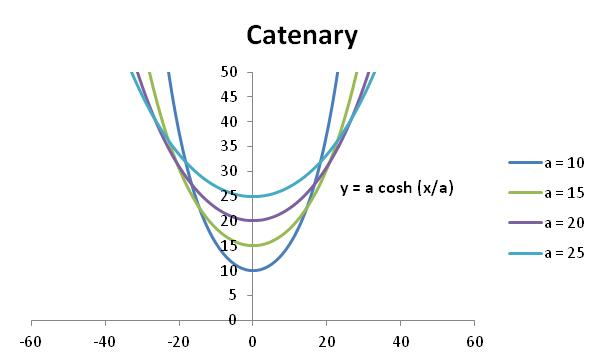 Catenary
50
45
40
35
30
25
20
15
10
5
0
-60 -40 -20 0 20 40 60
y = a cosh (x/a)
a = 10
a = 15
a = 20
a = 25